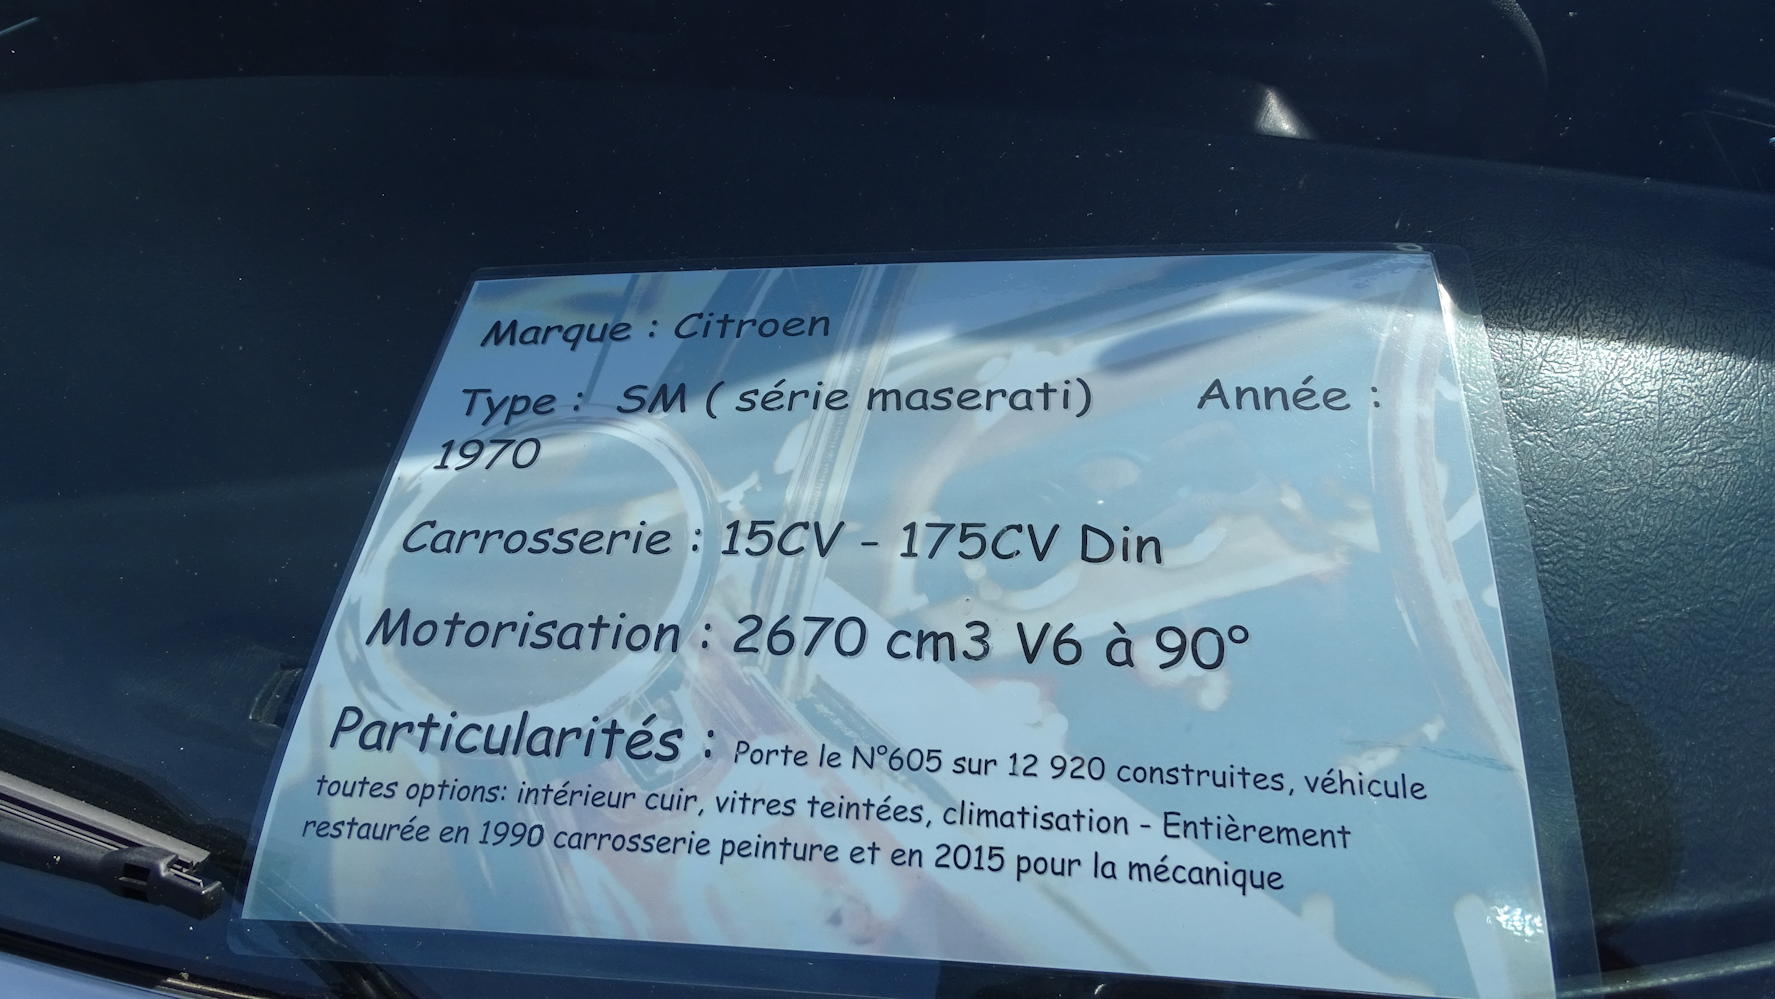 Marque : Citroen
Type : SM ( série maserati) Année :
1970
Carrosserie : 15CV - 175CV Din
Motorisation : 2670 cm3 V6 à 90°
Particularités : Porte le N°605 sur 12 920 construites, véhicule
toutes options: intérieur cuir, vitres teintées, climatisation - Entièrement
restaurée en 1990 carrosserie peinture et en 2015 pour la mécanique